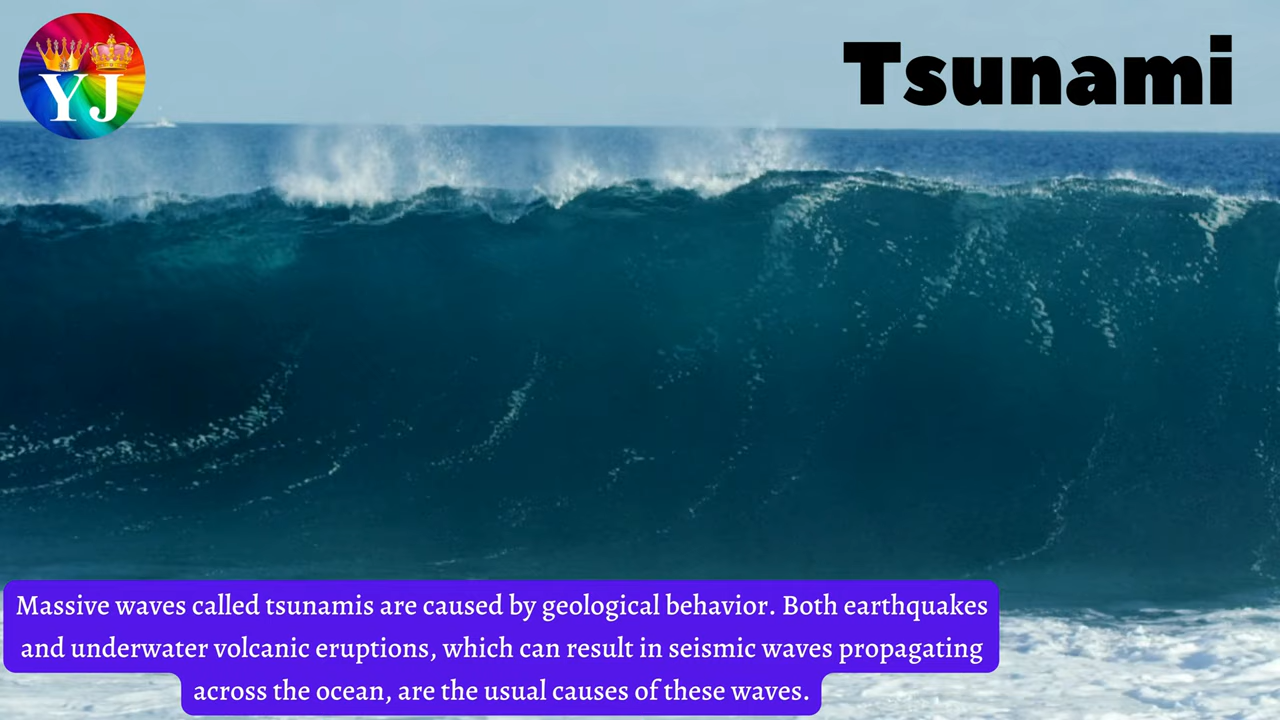 YJ
Tsunami
Massive waves called tsunamis are caused by geological behavior. Both earthquakes
and underwater volcanic eruptions, which can result in seismic waves propagating
across the ocean, are the usual causes of these waves.